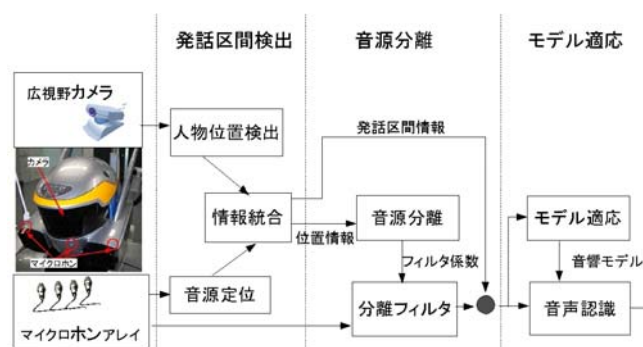 発話区間検出
音源分離
モデル適応
広視野カメラ
人物位置検出
発話区間情報
カメラ
情報統合
位置情報
音源分離
モデル適応
マイクロホン
フィルタ係数
音響モデル
音源定位
分離フィルタ
音声認識
マイクロホンアレイ